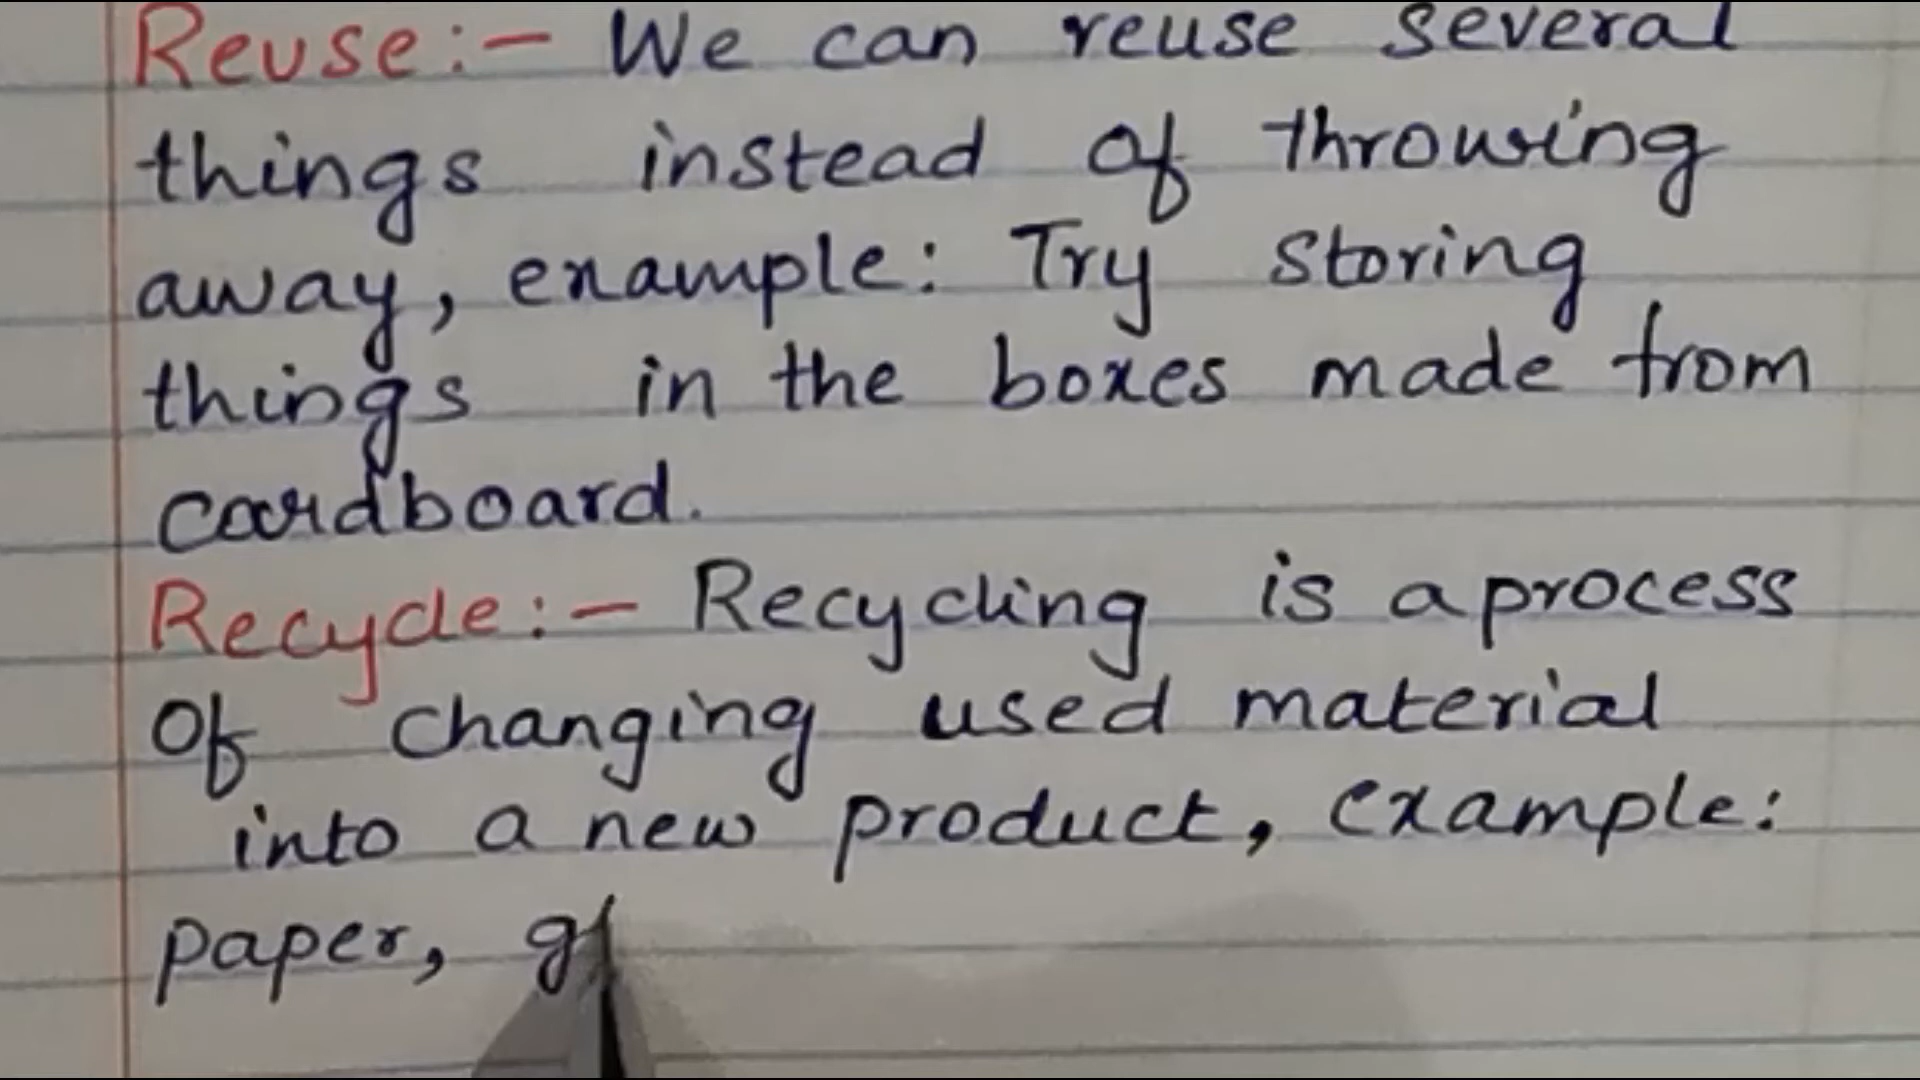 Reuse:- We can reuse several
things instead of throwing
away, example: Try storing
things in the boxes made from
cardboard.
Recycle:- Recycling is a process
Of changing used material
into a new product, example:
paper,